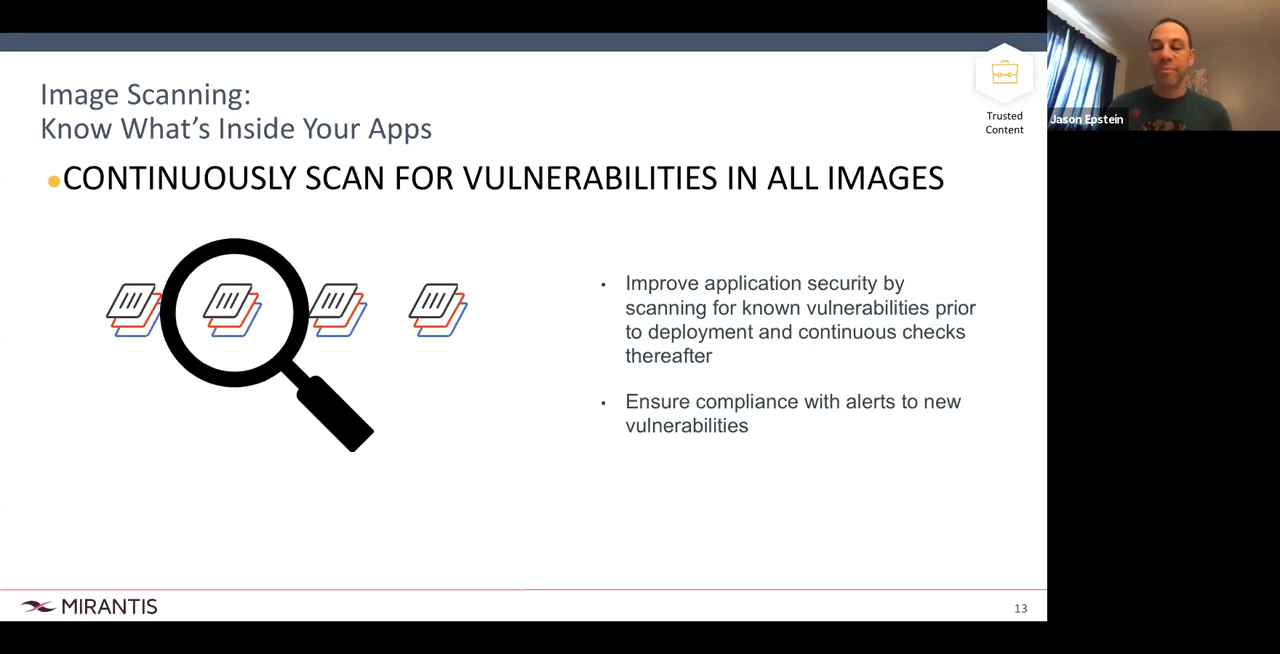 Image Scanning:
Know What's Inside Your Apps
Trusted
Content
Jason Epstein
•CONTINUOUSLY SCAN FOR VULNERABILITIES IN ALL IMAGES
• Improve application security by
scanning for known vulnerabilities prior
to deployment and continuous checks
thereafter
• Ensure compliance with alerts to new
vulnerabilities
MIRANTIS
13